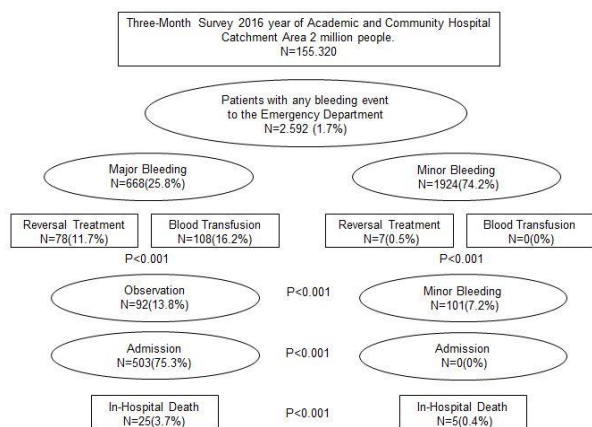 Three-Month Survey 2016 year of Academic and Community Hospital
Catchment Area 2 million people.
N=155.320
Patients with any bleeding event
to the Emergency Department
N=2.592 (1.7%)
Major Bleeding
N=668(25.8%)
Minor Bleeding
N=1924(74.2%)
Reversal Treatment
N=78(11.7%)
Blood Transfusion
N=108(16.2%)
Reversal Treatment
N=7(0.5%)
Blood Transfusion
N=0(0%)
P<0.001
P<0.001
Observation
N=92(13.8%)
P<0.001
Minor Bleeding
N=101(7.2%)
Admission
N=503(75.3%)
P<0.001
Admission
N=0(0%)
In-Hospital Death
N=25(3.7%)
P<0.001
In-Hospital Death
N=5(0.4%)